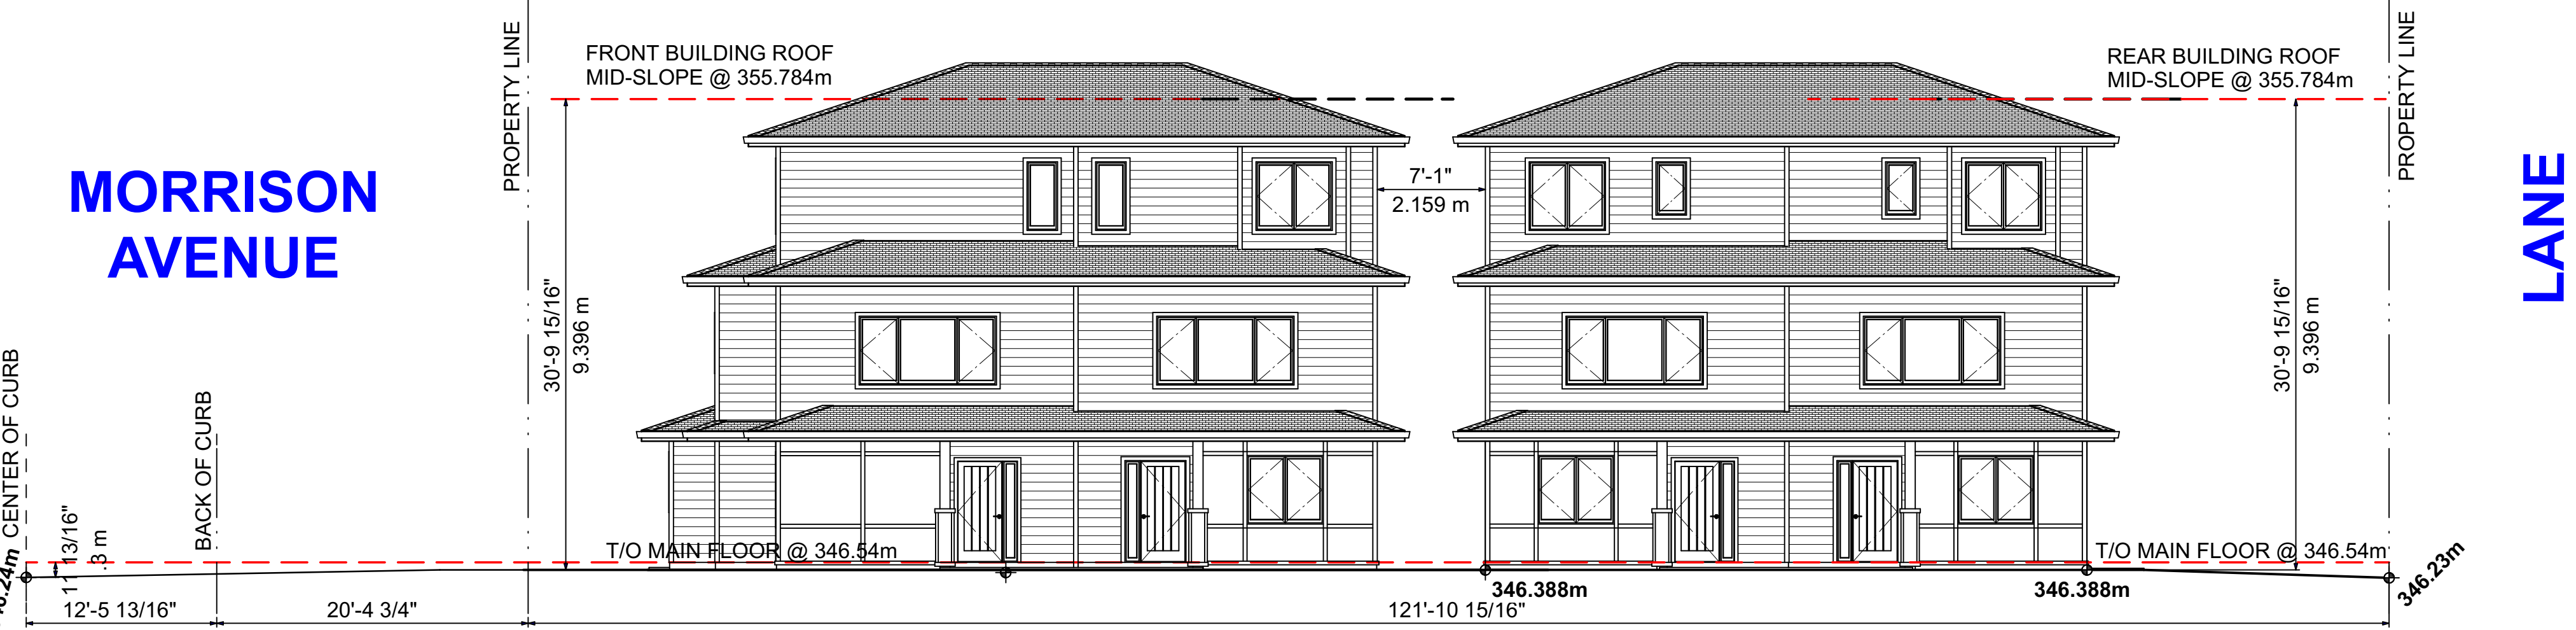 PROPERTY LINE
FRONT BUILDING ROOF
MID-SLOPE @ 355.784m
REAR BUILDING ROOF
MID-SLOPE @ 355.784m
PROPERTY LINE
MORRISON
AVENUE
LANE
7'-1"
2.159 m
30'-9 15/16"
9.396 m
30'-9 15/16"
9.396 m
CENTER OF CURB
BACK OF CURB
11 13/16"
.3 m
T/O MAIN FLOOR @ 346.54m
T/O MAIN FLOOR @ 346.54m
346.388m
346.388m
346.23m
12'-5 13/16"
20'-4 3/4"
121'-10 15/16"